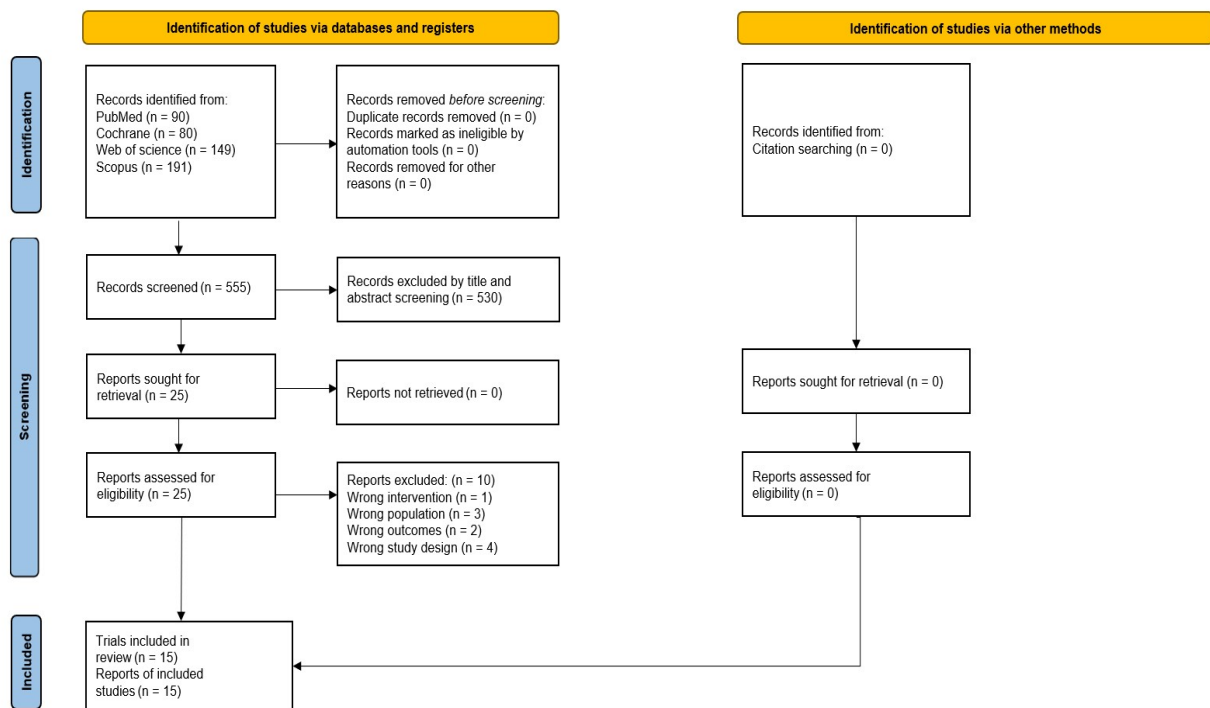 Identification of studies via databases and registers
Identification of studies via other methods
Identification
Records identified from:
PubMed (n = 90)
Cochrane (n = 80)
Web of science (n = 149)
Scopus (n = 191)
Records removed before screening:
Duplicate records removed (n = 0)
Records marked as ineligible by
automation tools (n = 0)
Records removed for other
reasons (n = 0)
Records identified from:
Citation searching (n = 0)
Screening
Records screened (n = 555)
Records excluded by title and
abstract screening (n = 530)
Reports sought for
retrieval (n = 25)
Reports not retrieved (n = 0)
Reports sought for retrieval (n = 0)
Reports assessed for
eligibility (n = 25)
Reports excluded: (n = 10)
Wrong intervention (n = 1)
Wrong population (n = 3)
Wrong outcomes (n = 2)
Wrong study design (n = 4)
Reports assessed for
eligibility (n = 0)
Included
Trials included in
review (n = 15)
Reports of included
studies (n = 15)